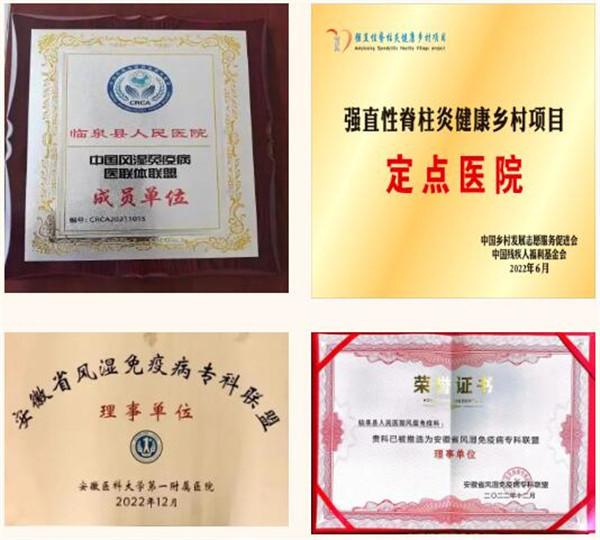 CRCA
临泉县人民医院
中国风湿免疫病
医联体联盟
成员单位
编号:CRCA20211015
强直性脊柱炎健康乡村项目
强直性脊柱炎健康乡村项目
定点医院
中国乡村发展志愿服务促进会
中国残疾人福利基金会
2022年6月
安徽省风湿免疫病专科联盟
理事单位
安徽医科大学第一附属医院
2022年12月
荣誉证书
临泉县人民医院风湿免疫科:
贵科已被推选为安徽省风湿免疫病专科联盟
理事单位
安徽省风湿免疫病专科联盟
二〇二二年十二月